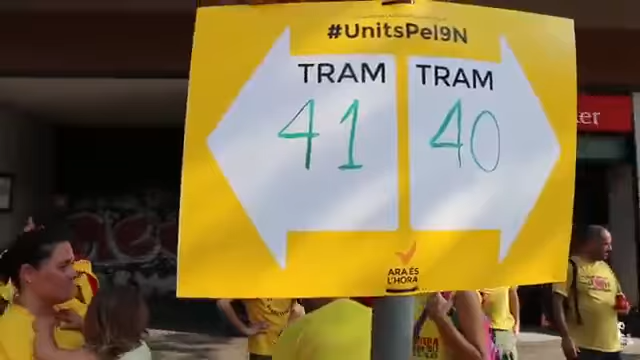 #UnitsPel9N
TRAM TRAM
41 40
ARA ÉS
L'HORA